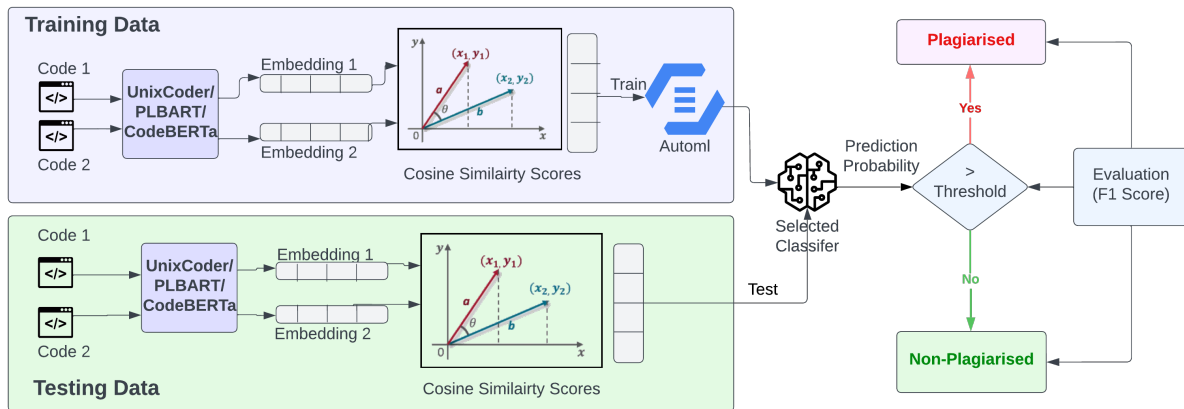 Training Data
Code 1
</>
</>
Code 2
UnixCoder/
PLBART/
CodeBERTa
Embedding 1
Embedding 2
y
(x₁, y₁)
(x₂, y₂)
a
θ
b
0
x
Cosine Similairty Scores
Train
Automl
Selected
Classifer
Prediction
Probability
>
Threshold
Yes
Plagiarised
No
Non-Plagiarised
Evaluation
(F1 Score)
Code 1
</>
</>
Code 2
UnixCoder/
PLBART/
CodeBERTa
Embedding 1
Embedding 2
y
(x₁, y₁)
(x₂, y₂)
a
θ
b
0
x
Cosine Similairty Scores
Test
Testing Data